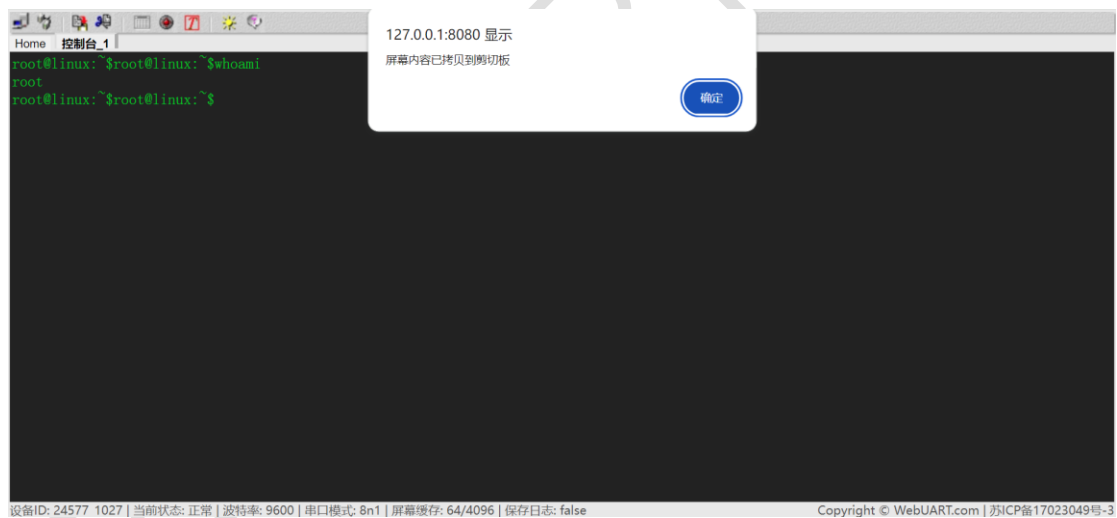 127.0.0.1:8080 显示
屏幕内容已拷贝到剪切板
确定
Home 控制台_1
root@linux:~$root@linux:~$whoami
root
root@linux:~$root@linux:~$
设备ID: 24577 1027 | 当前状态: 正常 | 波特率: 9600 | 串口模式: 8n1 | 屏幕缓存: 64/4096 | 保存日志: false
Copyright © WebUART.com | 苏ICP备17023049号-3